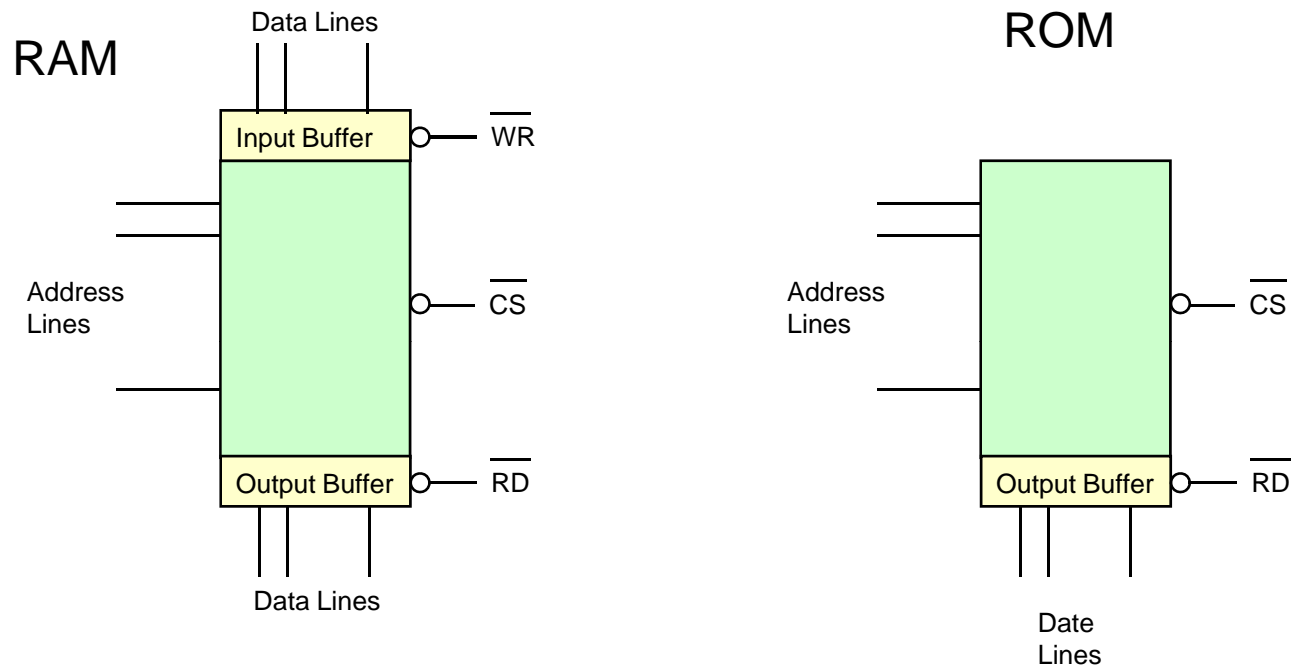 RAM
Data Lines
Input Buffer
WR
Address
Lines
CS
Output Buffer
RD
Data Lines
ROM
Address
Lines
CS
Output Buffer
RD
Date
Lines